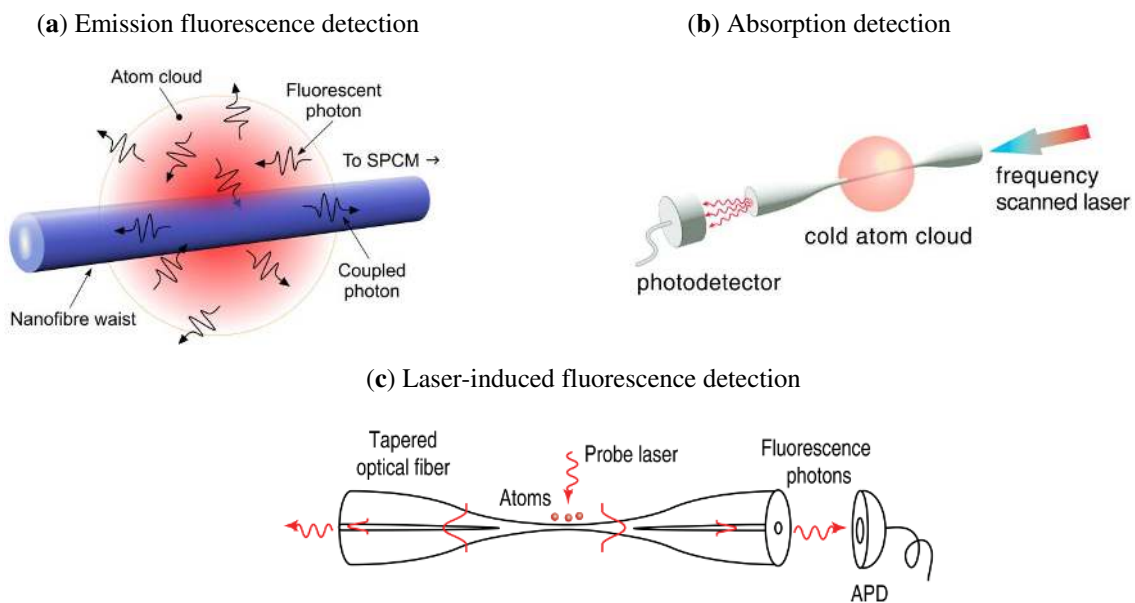 (a) Emission fluorescence detection
Atom cloud
Fluorescent
photon
To SPCM →
Coupled
photon
Nanofibre waist
(b) Absorption detection
frequency
scanned laser
cold atom cloud
photodetector
(c) Laser-induced fluorescence detection
Tapered
optical fiber
Probe laser
Atoms
Fluorescence
photons
APD